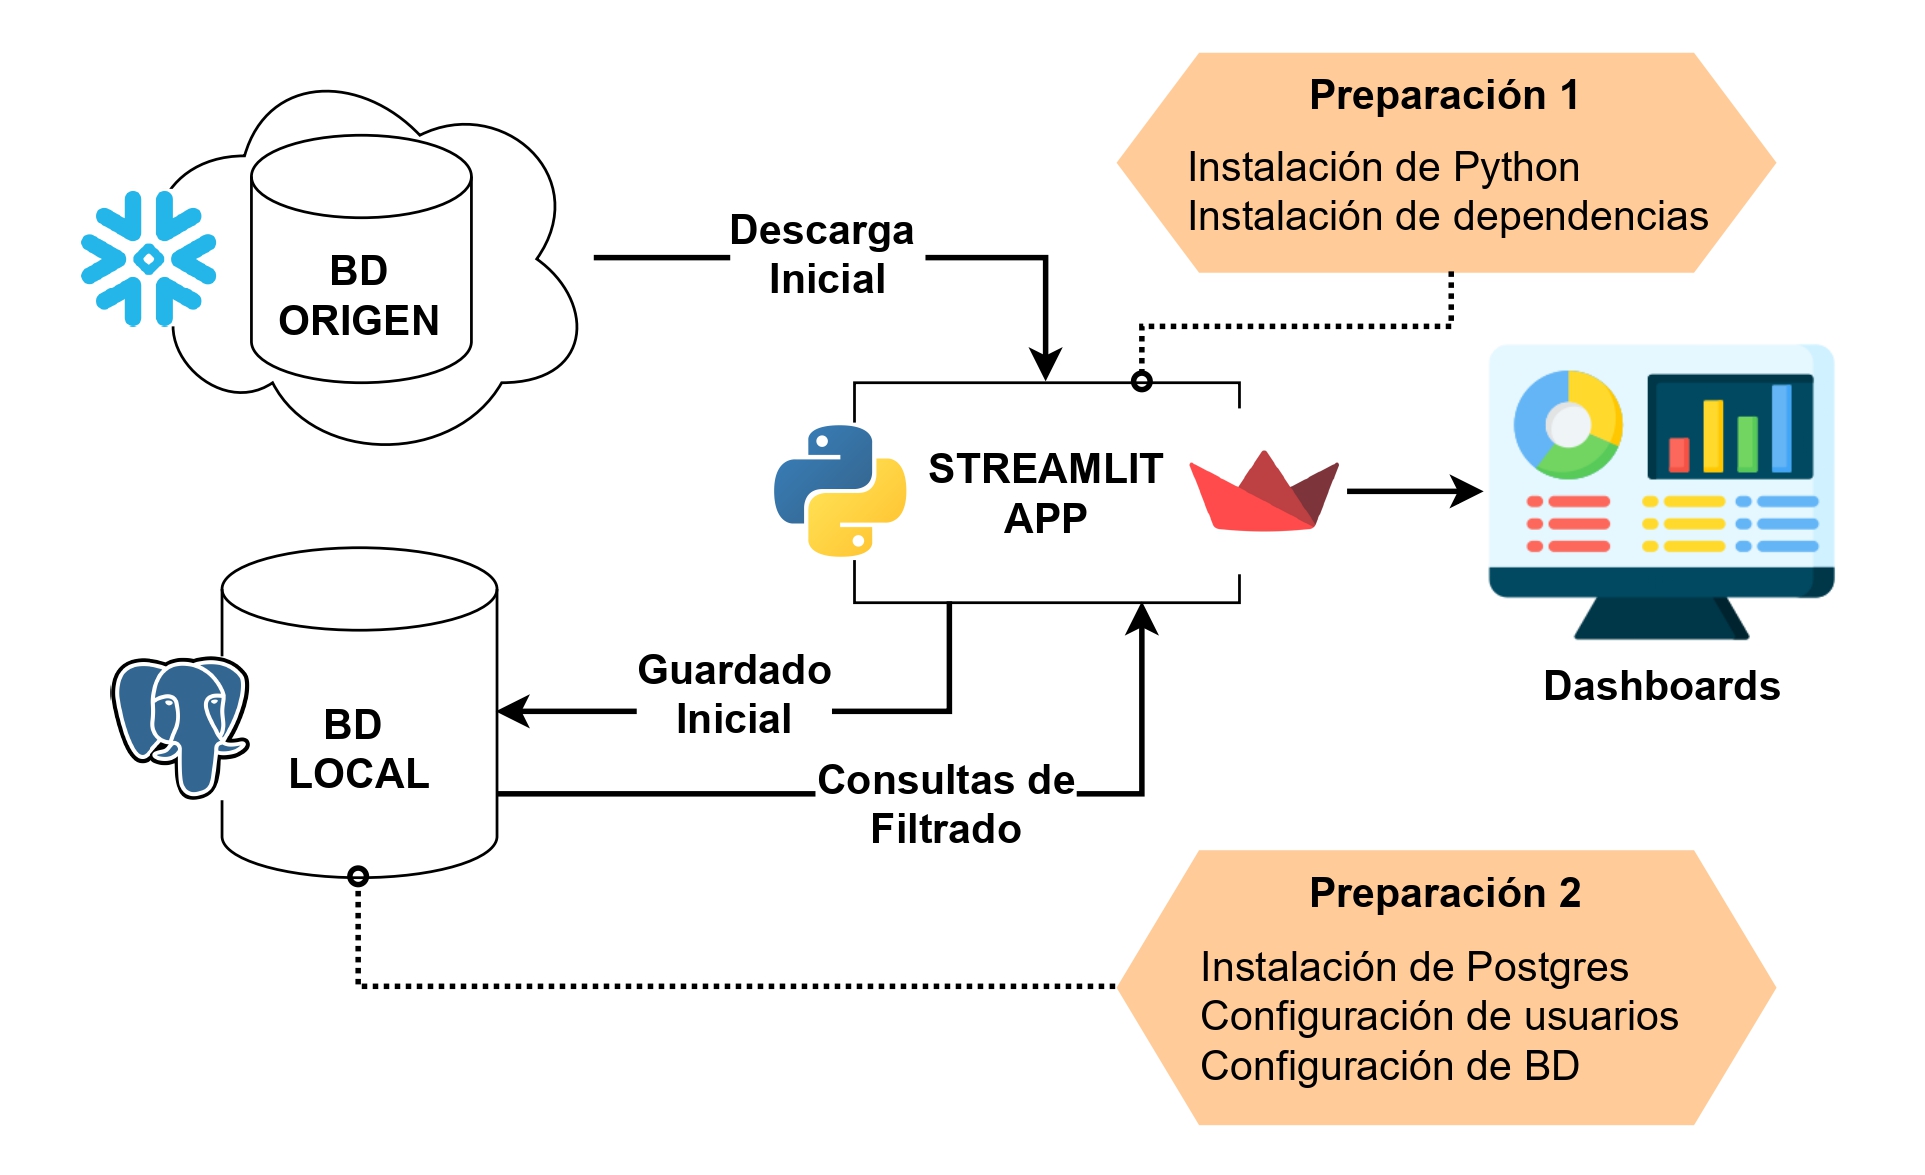 Preparación 1
Instalación de Python
Instalación de dependencias
Descarga
Inicial
BD
ORIGEN
STREAMLIT
APP
Dashboards
Guardado
Inicial
BD
LOCAL
Consultas de
Filtrado
Preparación 2
Instalación de Postgres
Configuración de usuarios
Configuración de BD